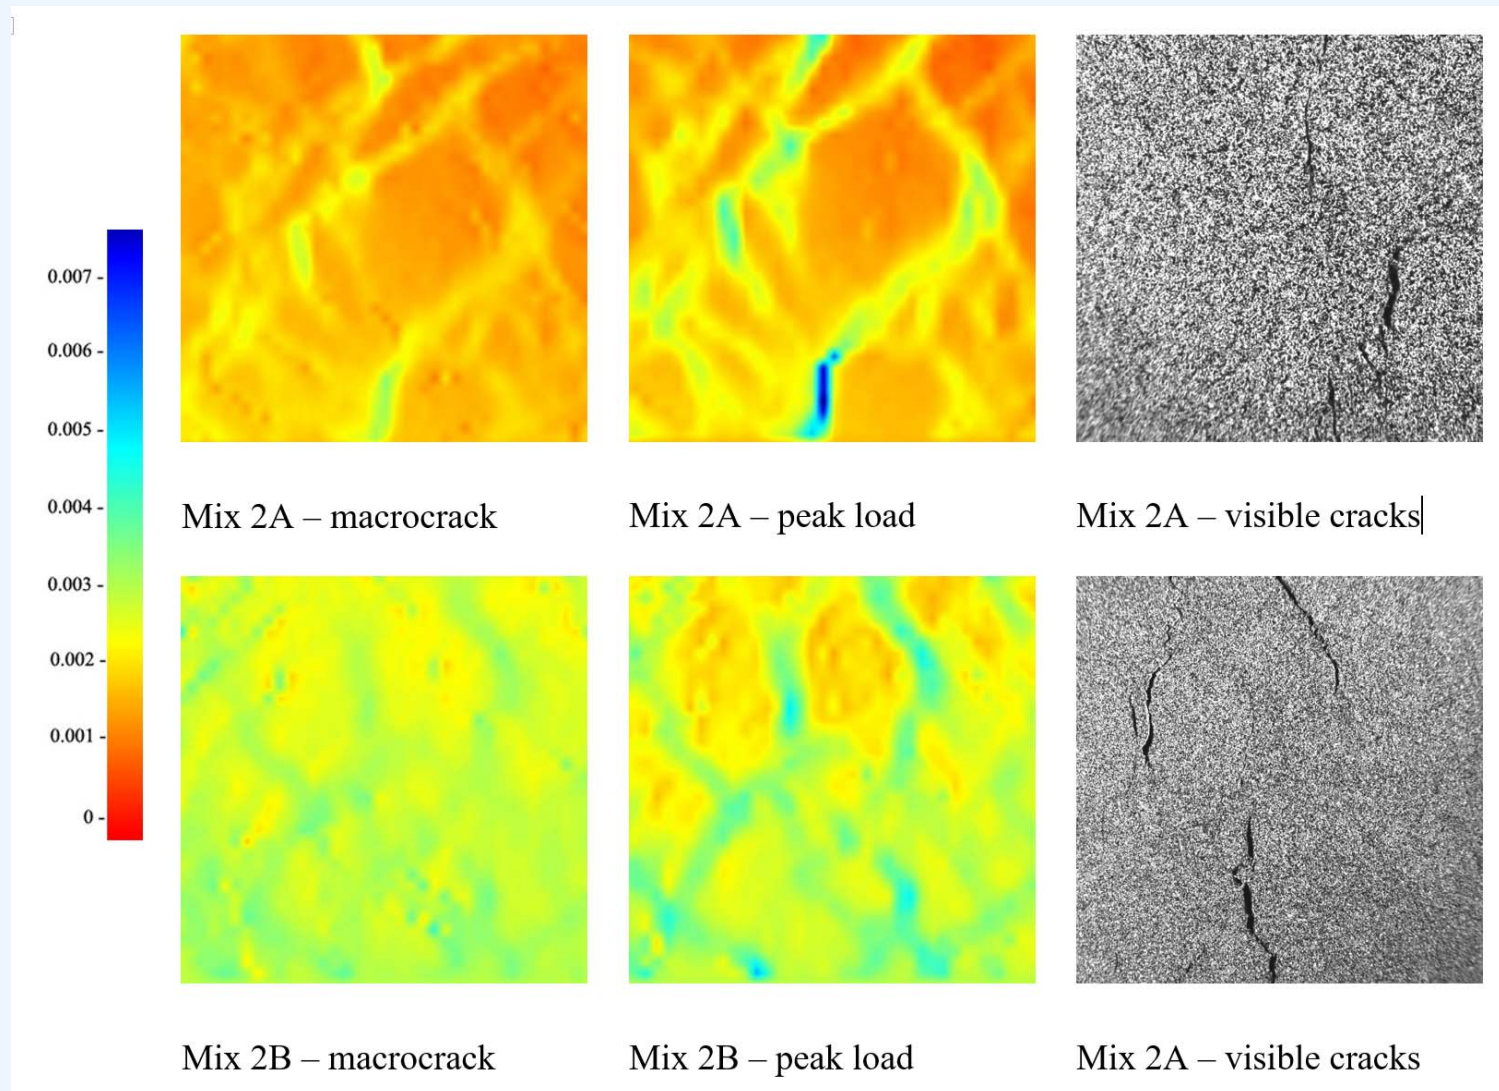 0.007 -
0.006 -
0.005 -
0.004 -
0.003 -
0.002 -
0.001 -
0 -
Mix 2A – macrocrack
Mix 2A – peak load
Mix 2A – visible cracks
Mix 2B – macrocrack
Mix 2B – peak load
Mix 2A – visible cracks